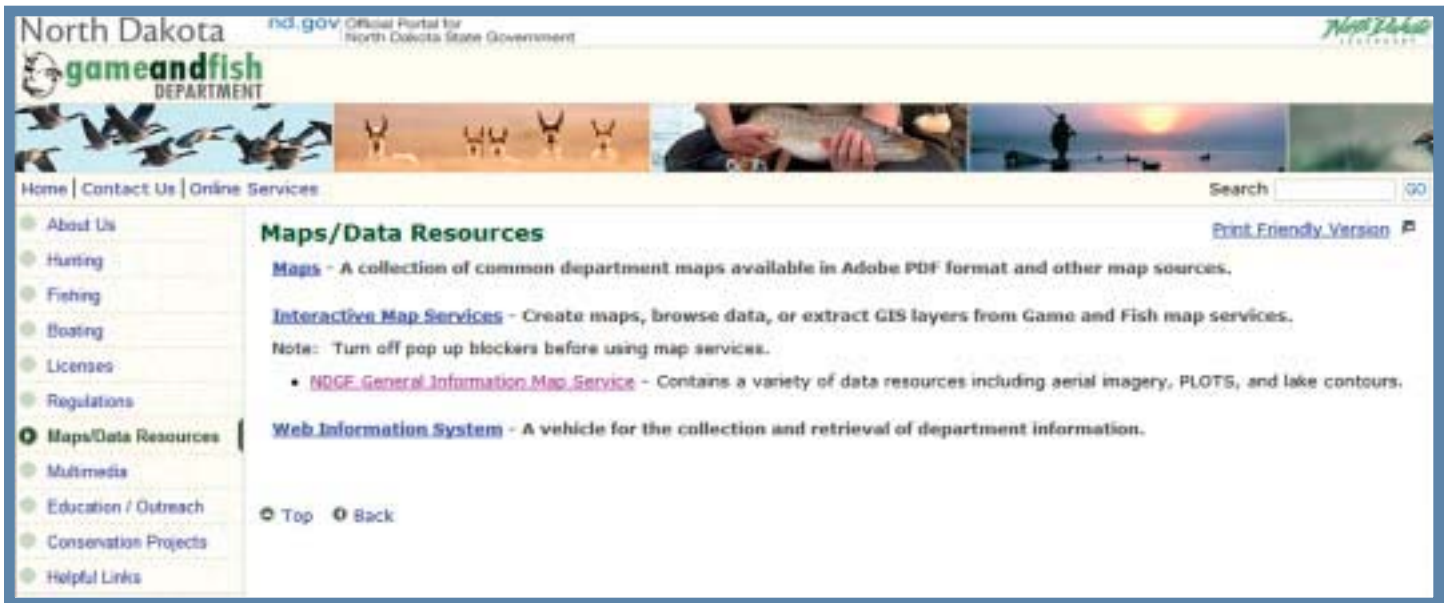 North Dakota
nd.gov Official Portal for
North Dakota State Government
North Dakota
LEGENDARY
gameandfish
DEPARTMENT
Home | Contact Us | Online Services
Search GO
About Us
Hunting
Fishing
Boating
Licenses
Regulations
Maps/Data Resources
Multimedia
Education / Outreach
Conservation Projects
Helpful Links
Maps/Data Resources
Print Friendly Version
Maps - A collection of common department maps available in Adobe PDF format and other map sources.
Interactive Map Services - Create maps, browse data, or extract GIS layers from Game and Fish map services.
Note: Turn off pop up blockers before using map services.
• NDGF General Information Map Service - Contains a variety of data resources including aerial imagery, PLOTS, and lake contours.
Web Information System - A vehicle for the collection and retrieval of department information.
Top Back